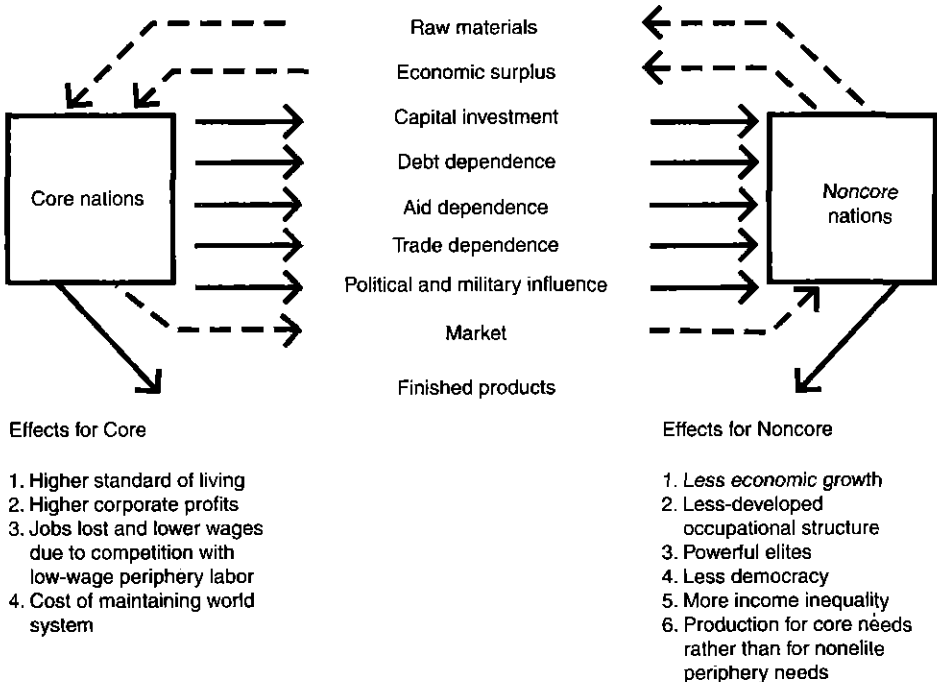 Raw materials
Economic surplus
Capital investment
Debt dependence
Core nations
Aid dependence
Noncore
nations
Trade dependence
Political and military influence
Market
Finished products
Effects for Core
1. Higher standard of living
2. Higher corporate profits
3. Jobs lost and lower wages
due to competition with
low-wage periphery labor
4. Cost of maintaining world
system
Effects for Noncore
1. Less economic growth
2. Less-developed
occupational structure
3. Powerful elites
4. Less democracy
5. More income inequality
6. Production for core needs
rather than for nonelite
periphery needs